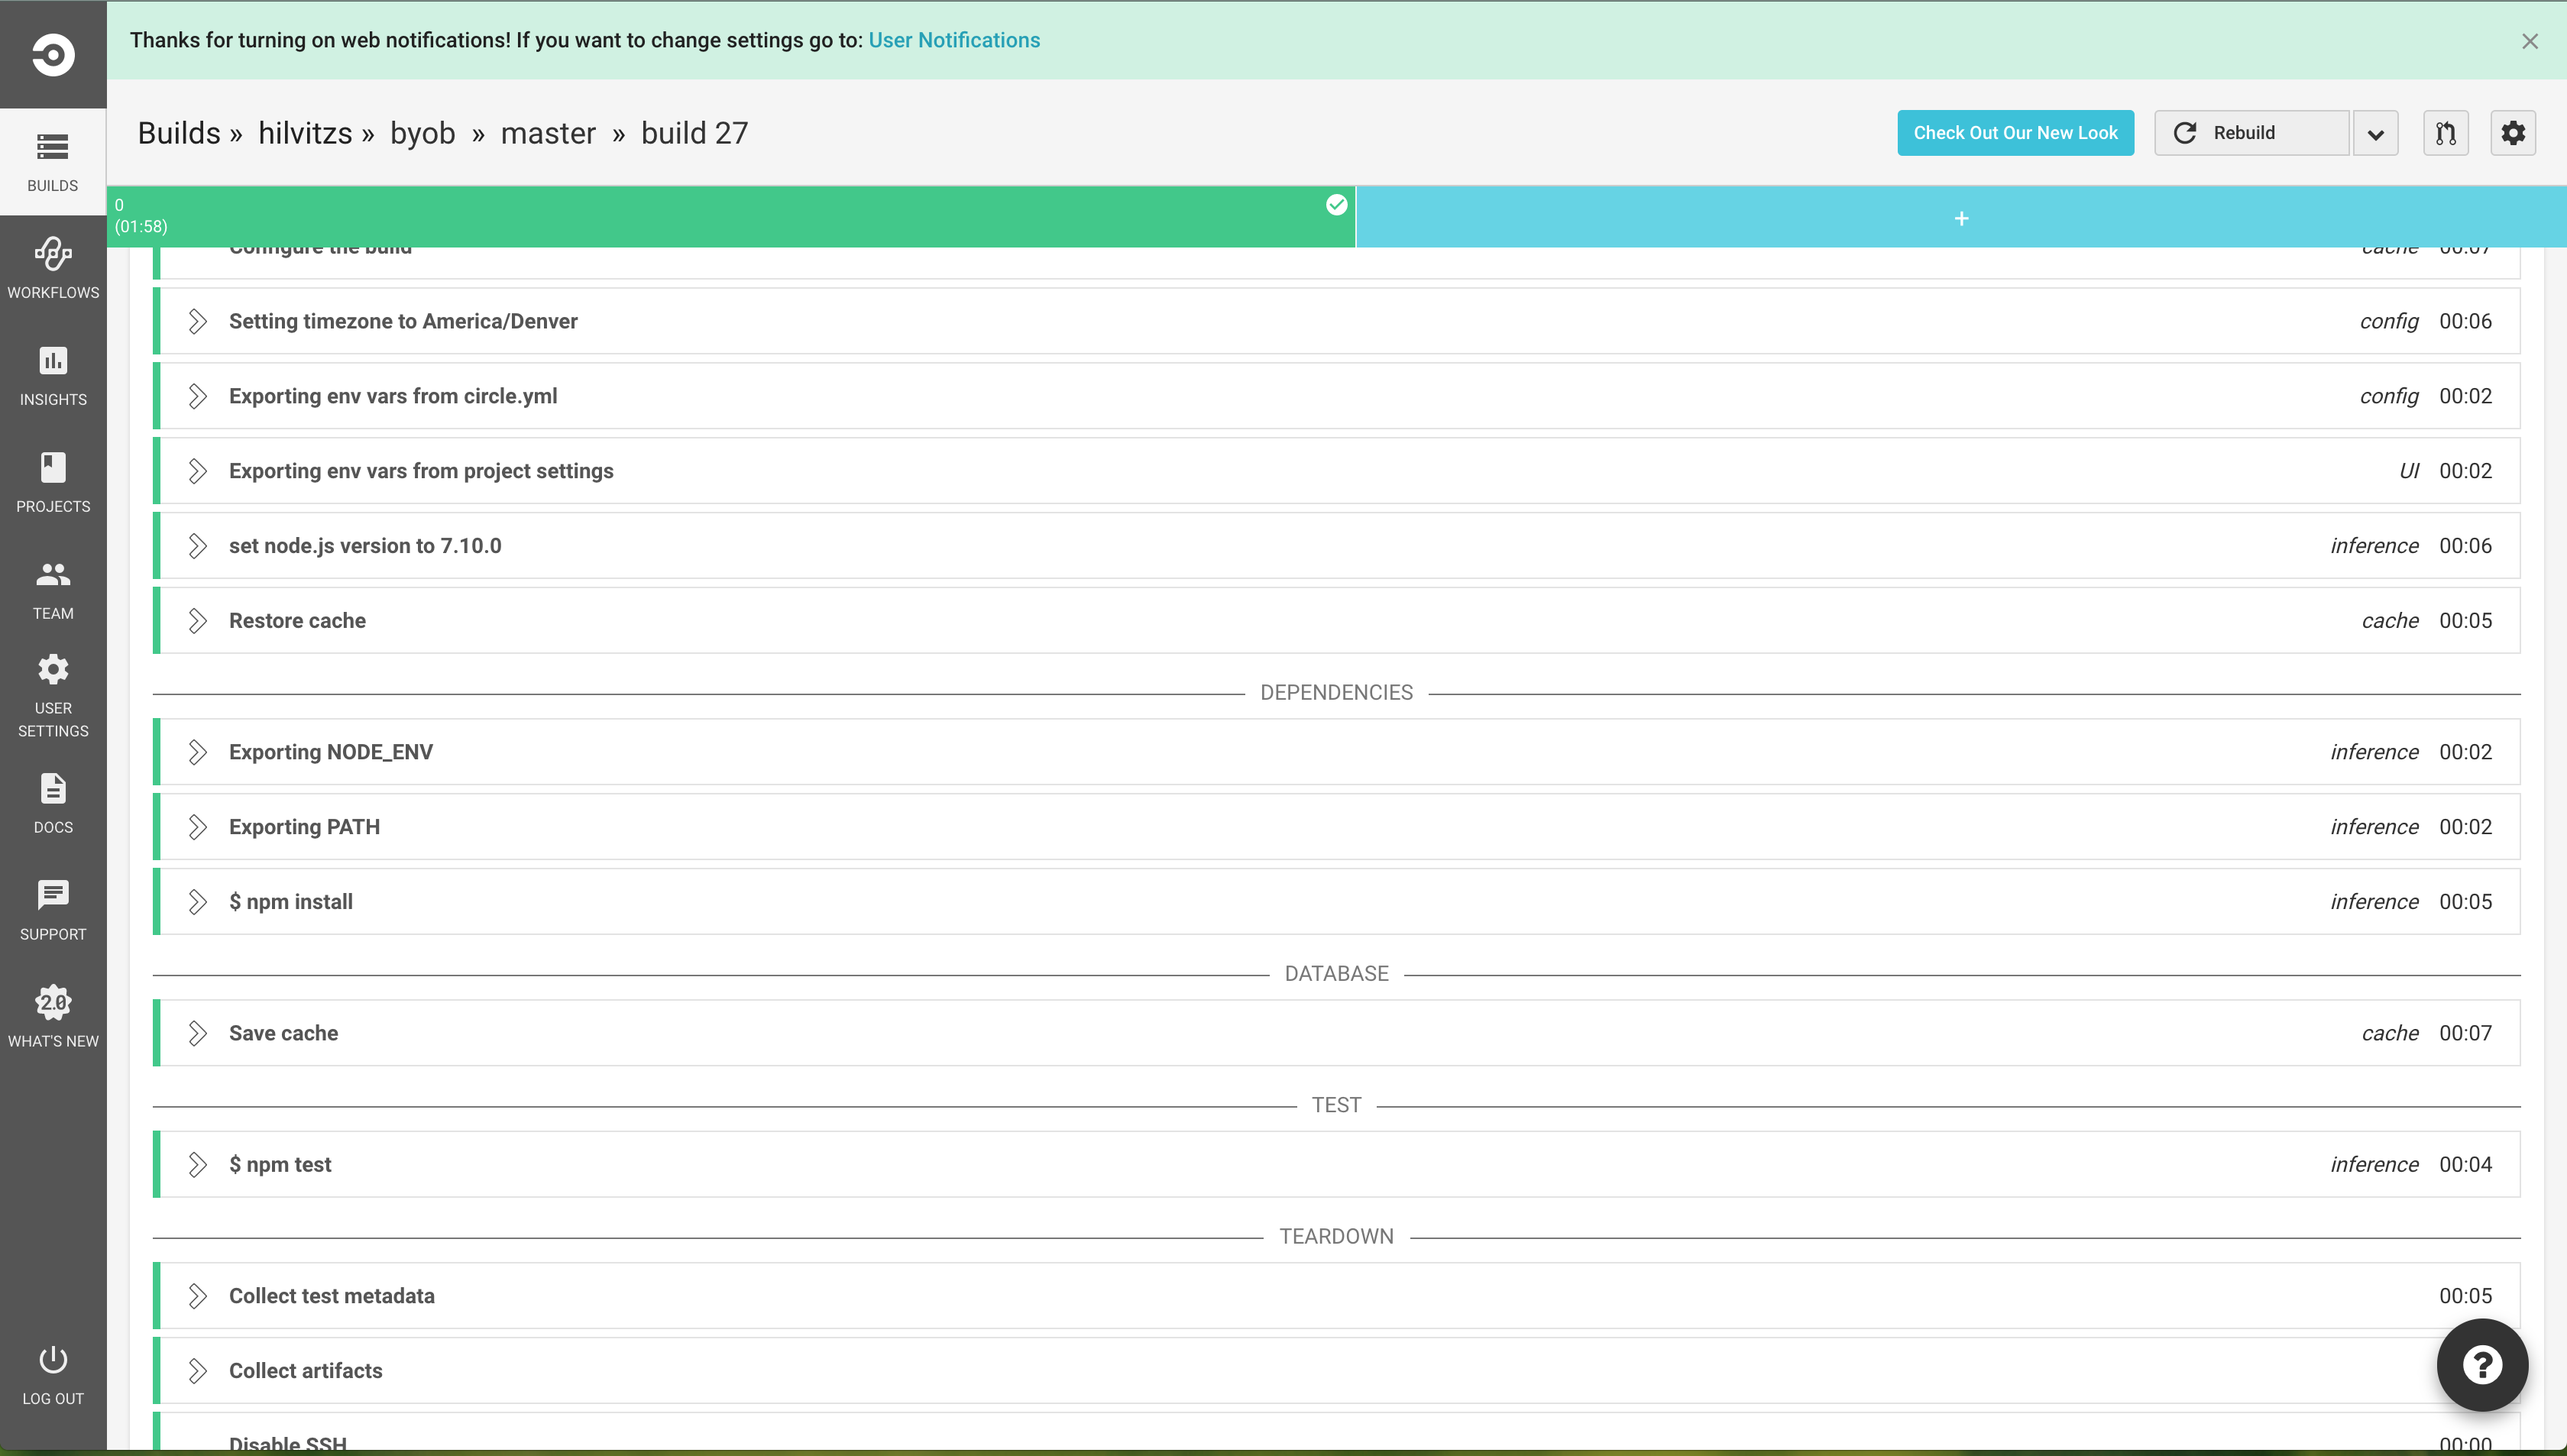 Thanks for turning on web notifications! If you want to change settings go to: User Notifications
Builds » hilvitzs » byob » master » build 27
Check Out Our New Look
Rebuild
BUILDS
WORKFLOWS
INSIGHTS
PROJECTS
TEAM
USER
SETTINGS
DOCS
SUPPORT
2.0
WHAT'S NEW
LOG OUT
0
(01:58)
+
Configure the build cache 00:07
Setting timezone to America/Denver config 00:06
Exporting env vars from circle.yml config 00:02
Exporting env vars from project settings UI 00:02
set node.js version to 7.10.0 inference 00:06
Restore cache cache 00:05
DEPENDENCIES
Exporting NODE_ENV inference 00:02
Exporting PATH inference 00:02
$ npm install inference 00:05
DATABASE
Save cache cache 00:07
TEST
$ npm test inference 00:04
TEARDOWN
Collect test metadata 00:05
Collect artifacts
Disable SSH 00:00
?